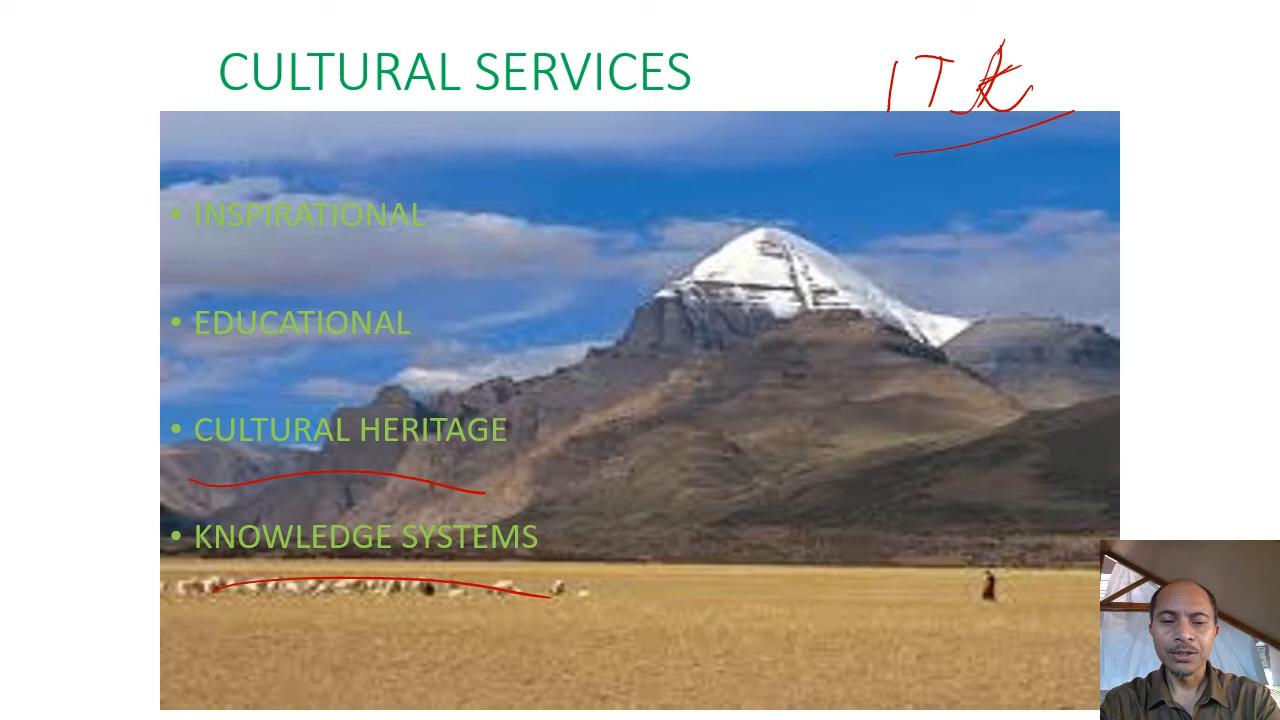 CULTURAL SERVICES
ITK
• INSPIRATIONAL
• EDUCATIONAL
• CULTURAL HERITAGE
• KNOWLEDGE SYSTEMS